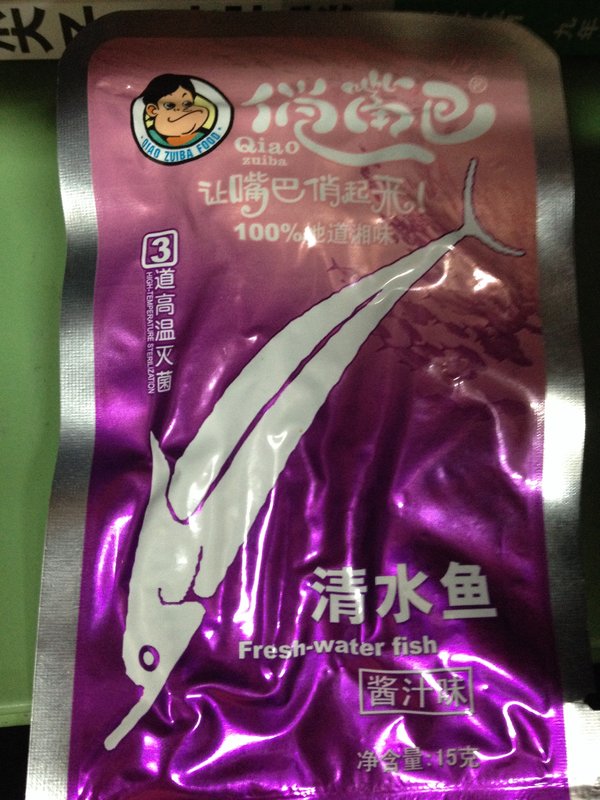 九年
俏嘴巴®
Qiao
zuiba
QIAO ZUIBA FOOD
让嘴巴俏起来!
100%地道湘味
3道高温灭菌
HIGH-TEMPERATURE STERILIZATION
清水鱼
Fresh-water fish
酱汁味
净含量:15克